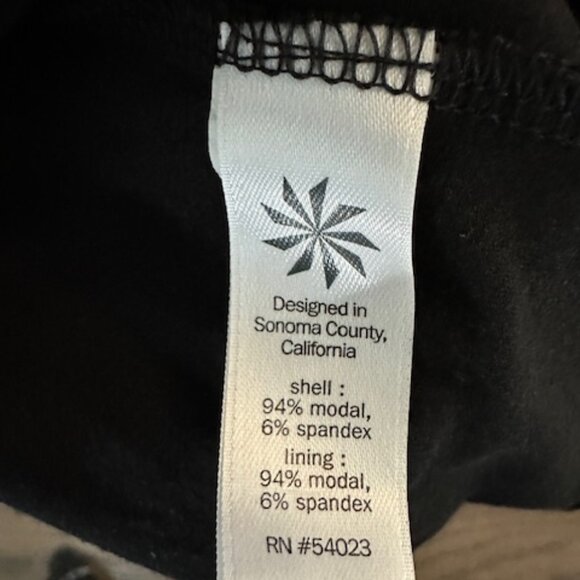 Designed in
Sonoma County,
California
shell :
94% modal,
6% spandex
lining :
94% modal,
6% spandex
RN #54023